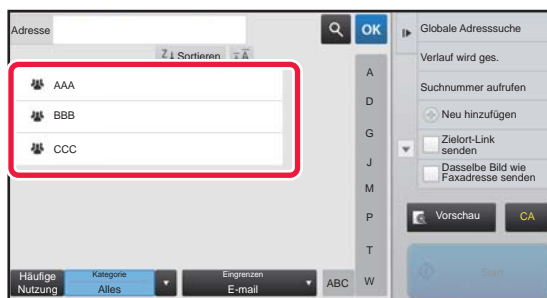 Adresse
OK
Sortieren
AAA
BBB
CCC
A
D
G
J
M
P
T
W
Häufige
Nutzung
Kategorie
Alles
Eingrenzen
E-mail
ABC
Globale Adresssuche
Verlauf wird ges.
Suchnummer aufrufen
Neu hinzufügen
Zielort-Link
senden
Dasselbe Bild wie
Faxadresse senden
Vorschau
CA
Start